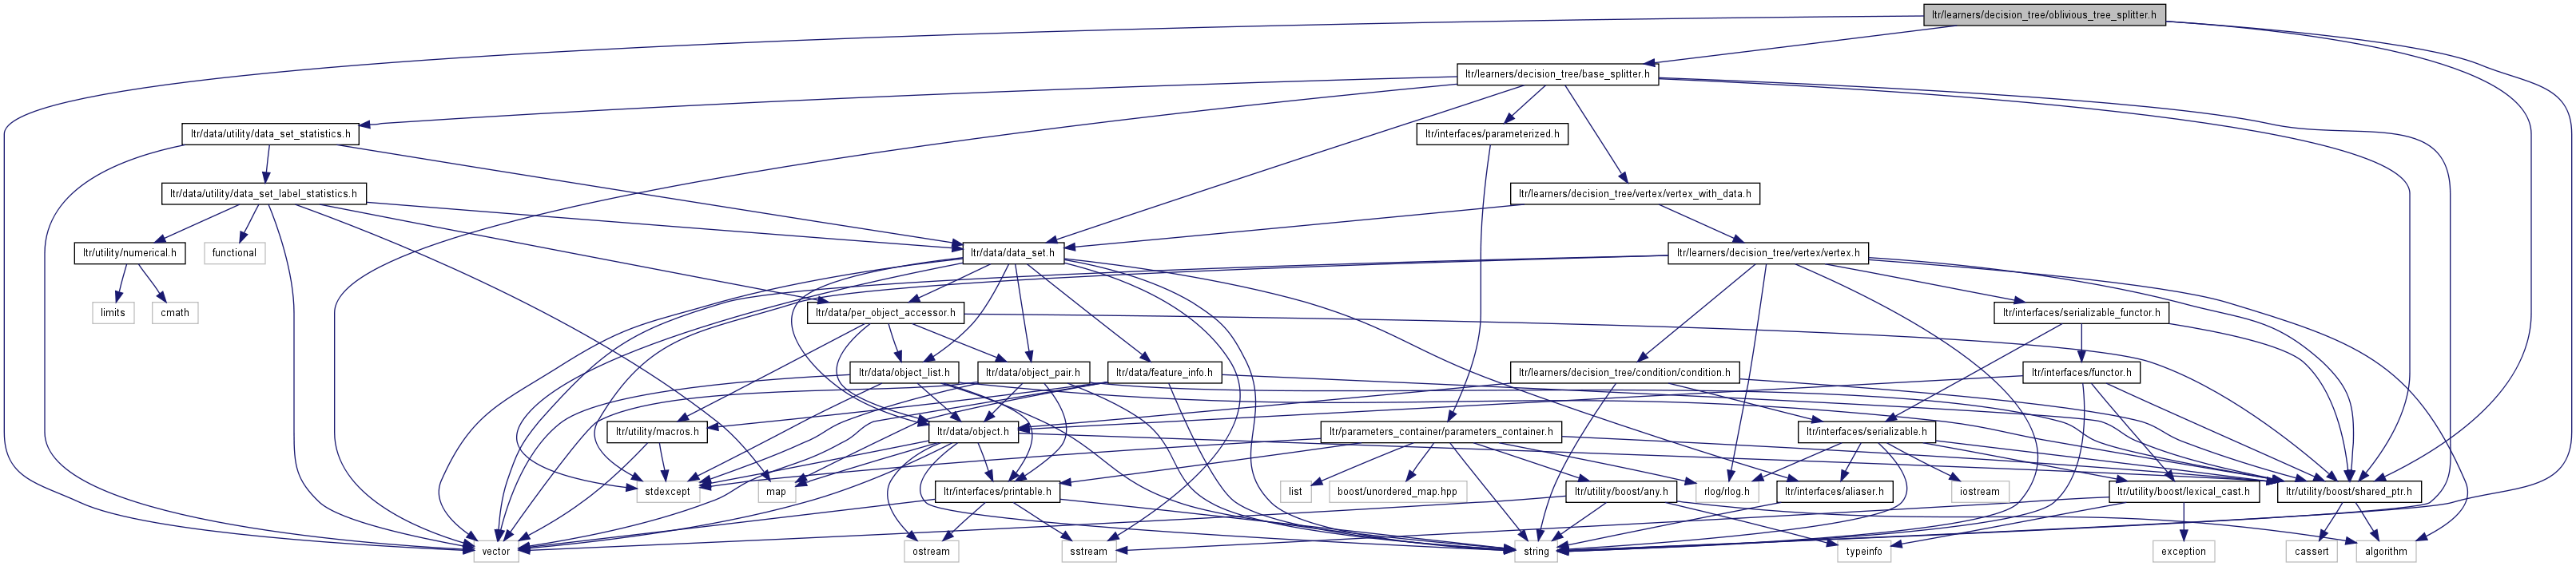 ltr/learners/decision_tree/oblivious_tree_splitter.h
ltr/learners/decision_tree/base_splitter.h
ltr/data/utility/data_set_statistics.h
ltr/interfaces/parameterized.h
ltr/data/utility/data_set_label_statistics.h
ltr/learners/decision_tree/vertex/vertex_with_data.h
ltr/utility/numerical.h
functional
ltr/data/data_set.h
ltr/learners/decision_tree/vertex/vertex.h
limits
cmath
ltr/data/per_object_accessor.h
ltr/interfaces/serializable_functor.h
ltr/data/object_list.h
ltr/data/object_pair.h
ltr/data/feature_info.h
ltr/learners/decision_tree/condition/condition.h
ltr/interfaces/functor.h
ltr/utility/macros.h
ltr/data/object.h
ltr/parameters_container/parameters_container.h
ltr/interfaces/serializable.h
stdexcept
map
ltr/interfaces/printable.h
list
boost/unordered_map.hpp
ltr/utility/boost/any.h
rlog/rlog.h
ltr/interfaces/aliaser.h
iostream
ltr/utility/boost/lexical_cast.h
ltr/utility/boost/shared_ptr.h
vector
ostream
sstream
string
typeinfo
exception
cassert
algorithm